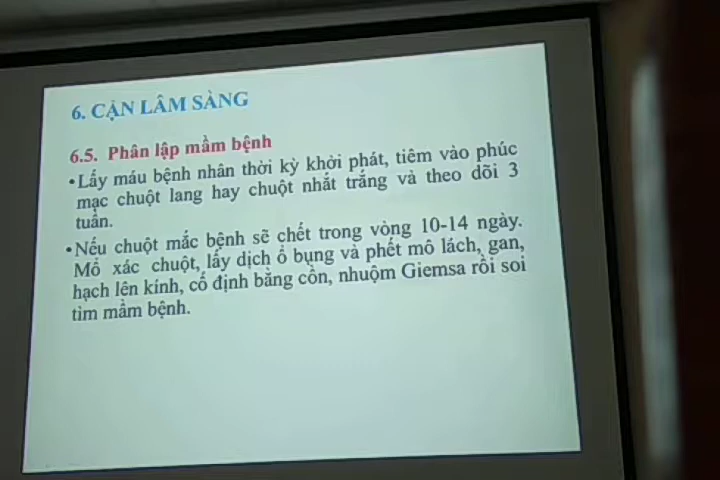 6. CẬN LÂM SÀNG
6.5. Phân lập mầm bệnh
•Lấy máu bệnh nhân thời kỳ khởi phát, tiêm vào phúc
mạc chuột lang hay chuột nhắt trắng và theo dõi 3
tuần.
•Nếu chuột mắc bệnh sẽ chết trong vòng 10-14 ngày.
Mổ xác chuột, lấy dịch ổ bụng và phết mô lách, gan,
hạch lên kính, cố định bằng cồn, nhuộm Giemsa rồi soi
tìm mầm bệnh.